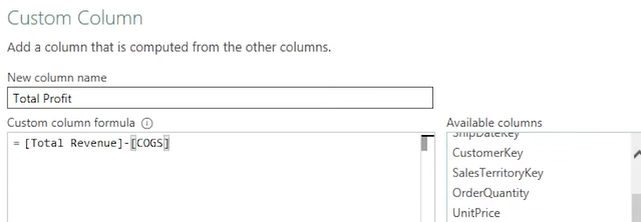 Custom Column
Add a column that is computed from the other columns.
New column name
Total Profit
Custom column formula
= [Total Revenue]-[COGS]
Available columns
ShipDateKey
CustomerKey
SalesTerritoryKey
OrderQuantity
UnitPrice